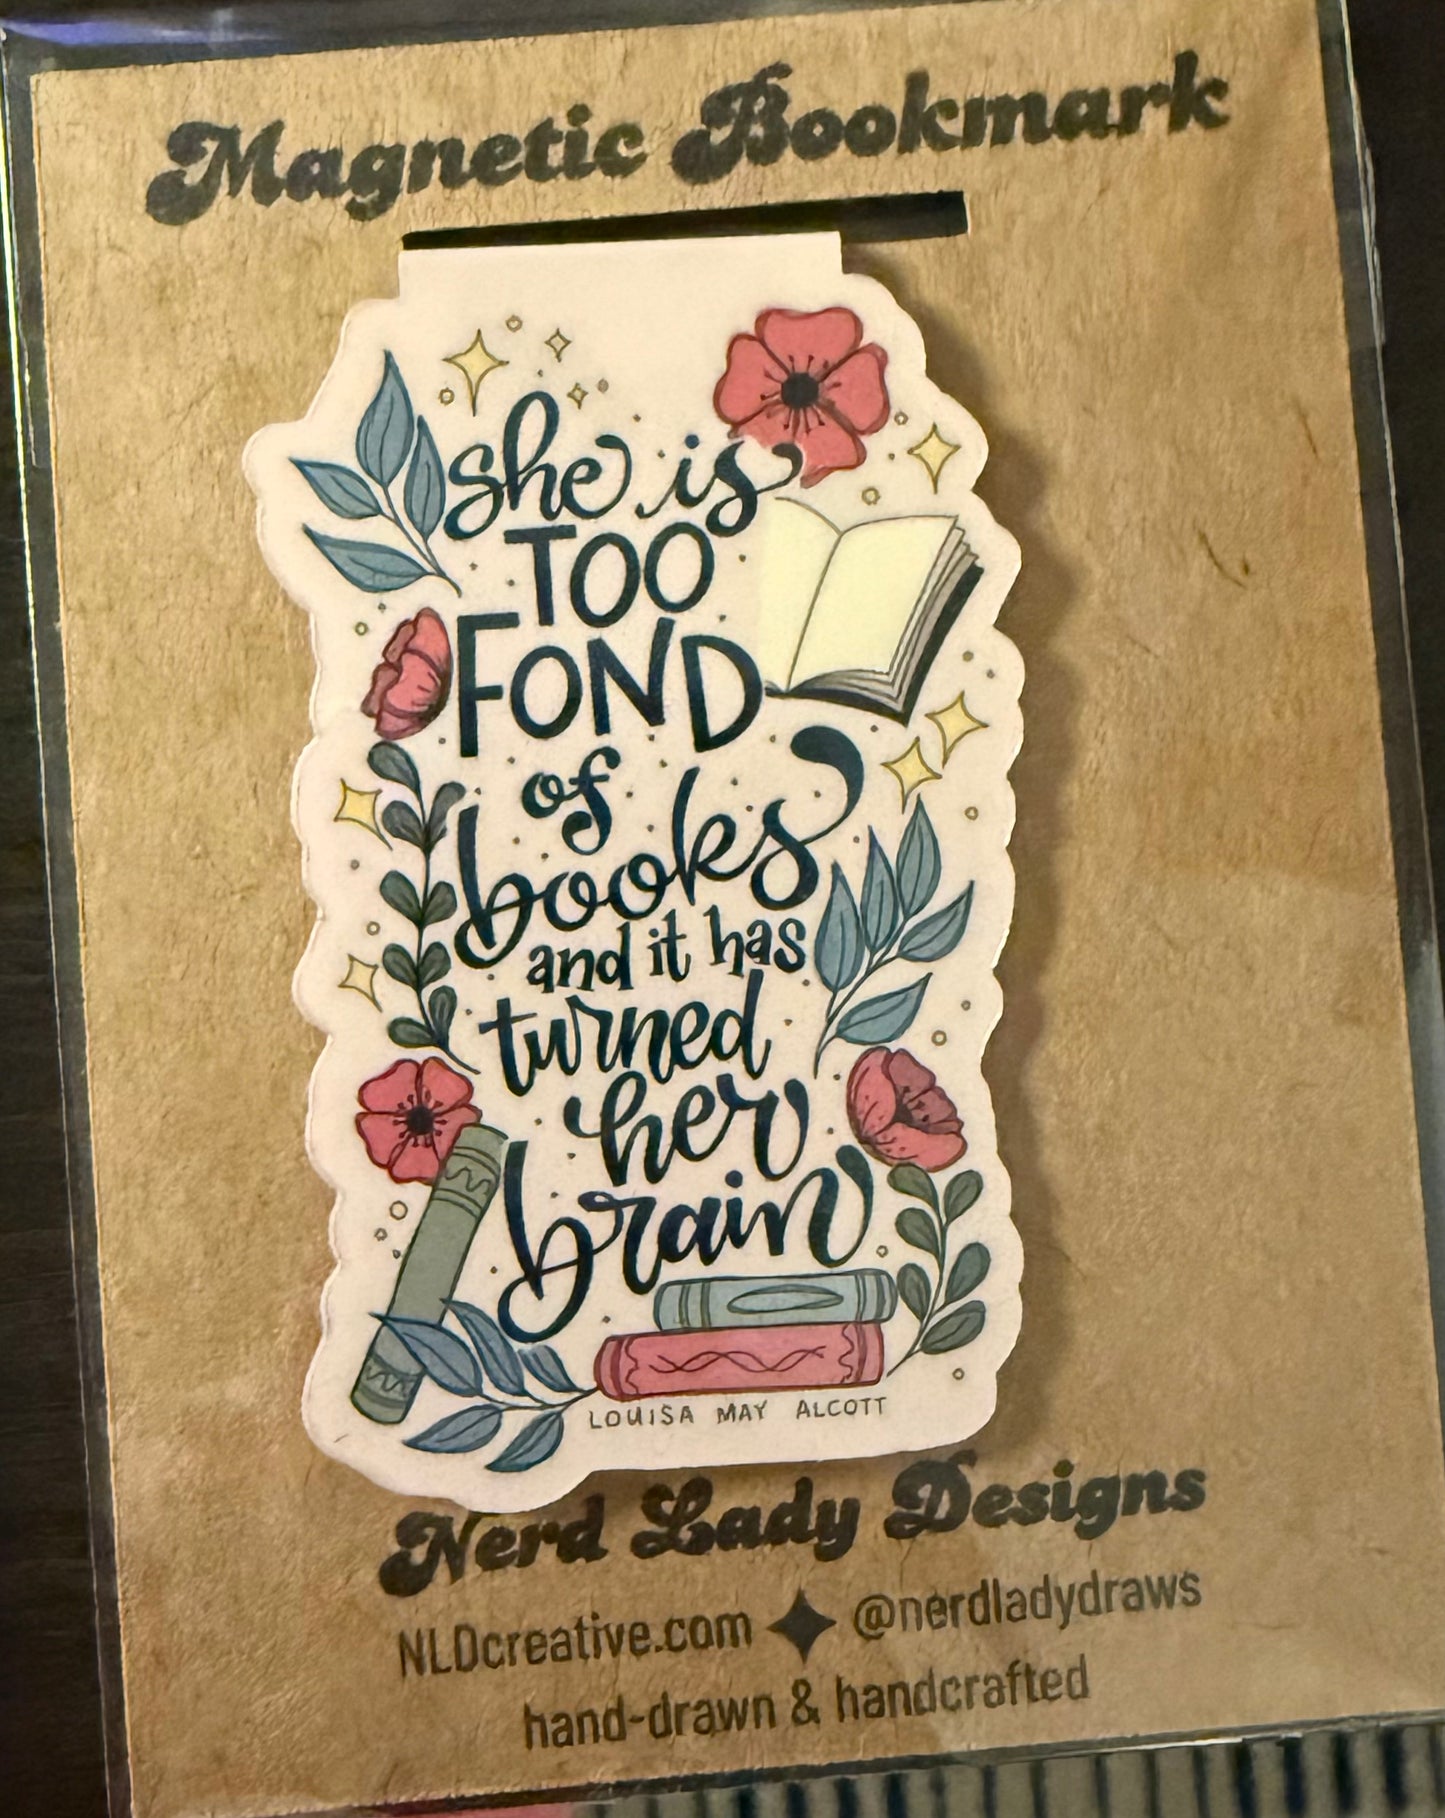 Magnetic Bookmark
she is
TOO
FOND
of
books
and it has
turned
her
brain
LOUISA MAY ALCOTT
Nerd Lady Designs
NLDcreative.com ✦ @nerdladydraws
hand-drawn & handcrafted